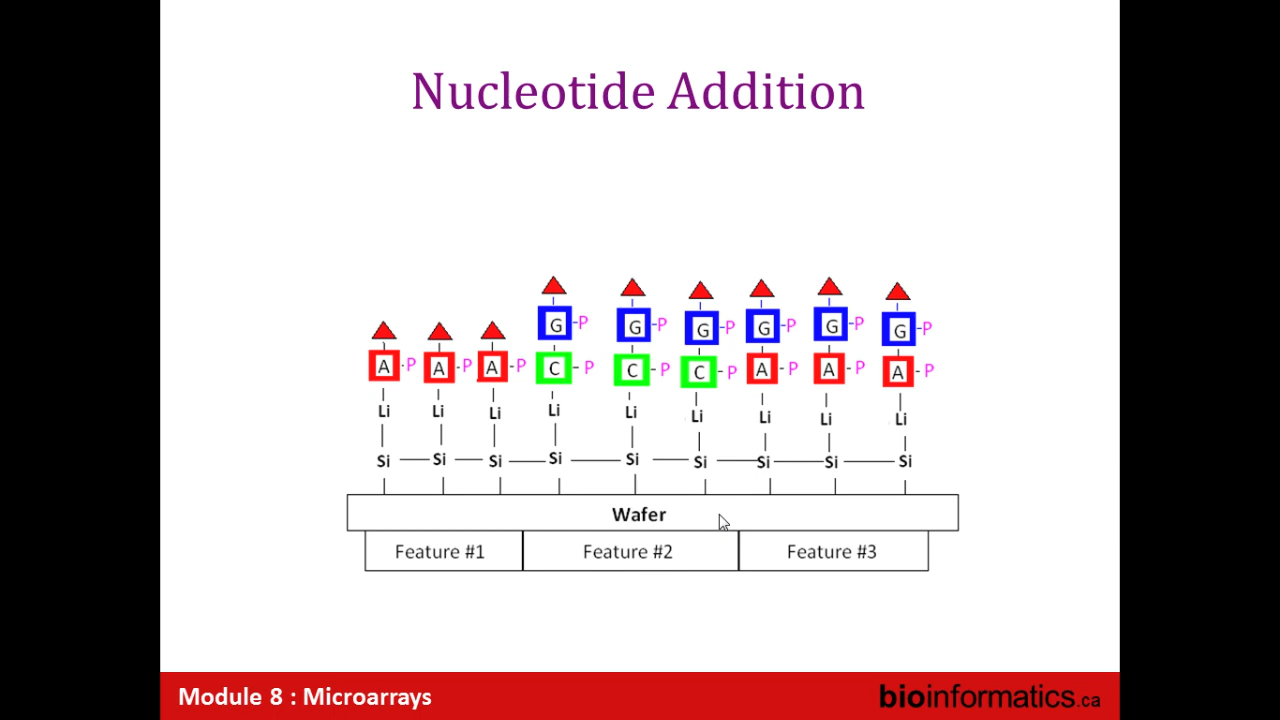 Nucleotide Addition
G -P G -P G -P G -P G -P G -P
A -P A -P A -P C - P C - P C - P A - P A - P A - P
Li Li Li Li Li Li Li Li Li
Si Si Si Si Si Si Si Si Si
Wafer
Feature #1 Feature #2 Feature #3
Module 8 : Microarrays bioinformatics.ca